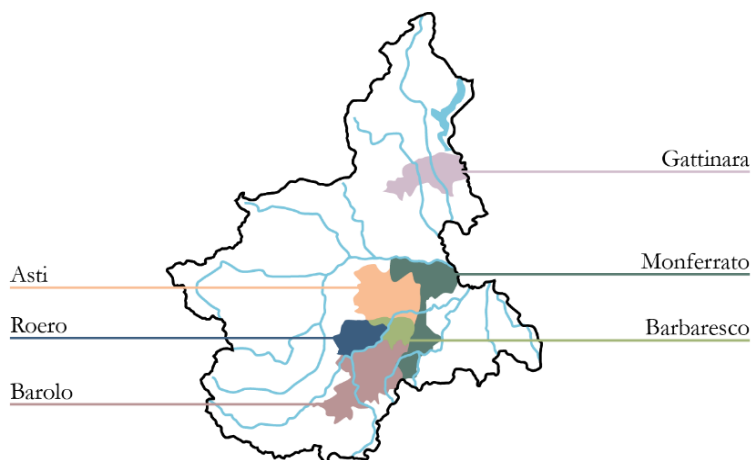 Gattinara
Monferrato
Asti
Roero
Barbaresco
Barolo